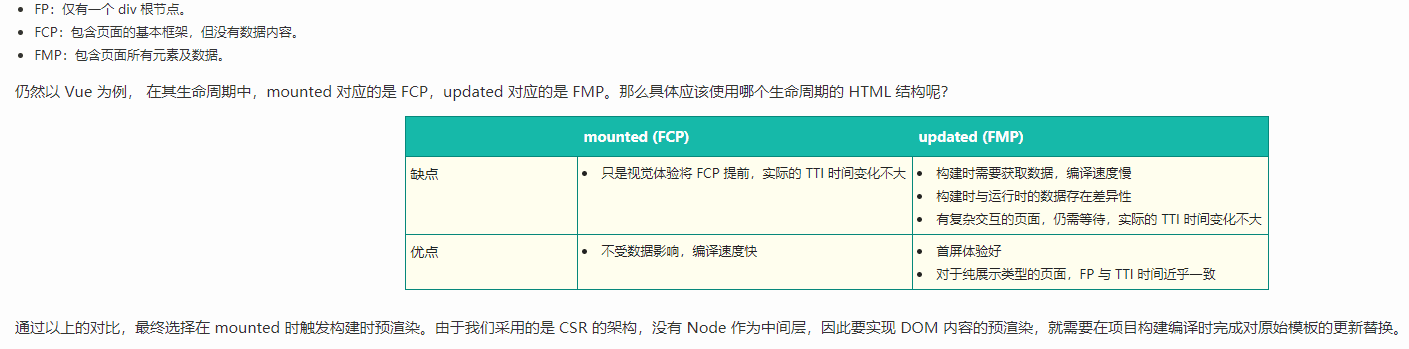 FP：仅有一个 div 根节点。
FCP：包含页面的基本框架，但没有数据内容。
FMP：包含页面所有元素及数据。
仍然以 Vue 为例， 在其生命周期中，mounted 对应的是 FCP，updated 对应的是 FMP。那么具体应该使用哪个生命周期的 HTML 结构呢？
mounted (FCP) updated (FMP)
缺点
只是视觉体验将 FCP 提前，实际的 TTI 时间变化不大
构建时需要获取数据，编译速度慢
构建时与运行时的数据存在差异性
有复杂交互的页面，仍需等待，实际的 TTI 时间变化不大
优点
不受数据影响，编译速度快
首屏体验好
对于纯展示类型的页面，FP 与 TTI 时间近乎一致
通过以上的对比，最终选择在 mounted 时触发构建时预渲染。由于我们采用的是 CSR 的架构，没有 Node 作为中间层，因此要实现 DOM 内容的预渲染，就需要在项目构建编译时完成对原始模板的更新替换。